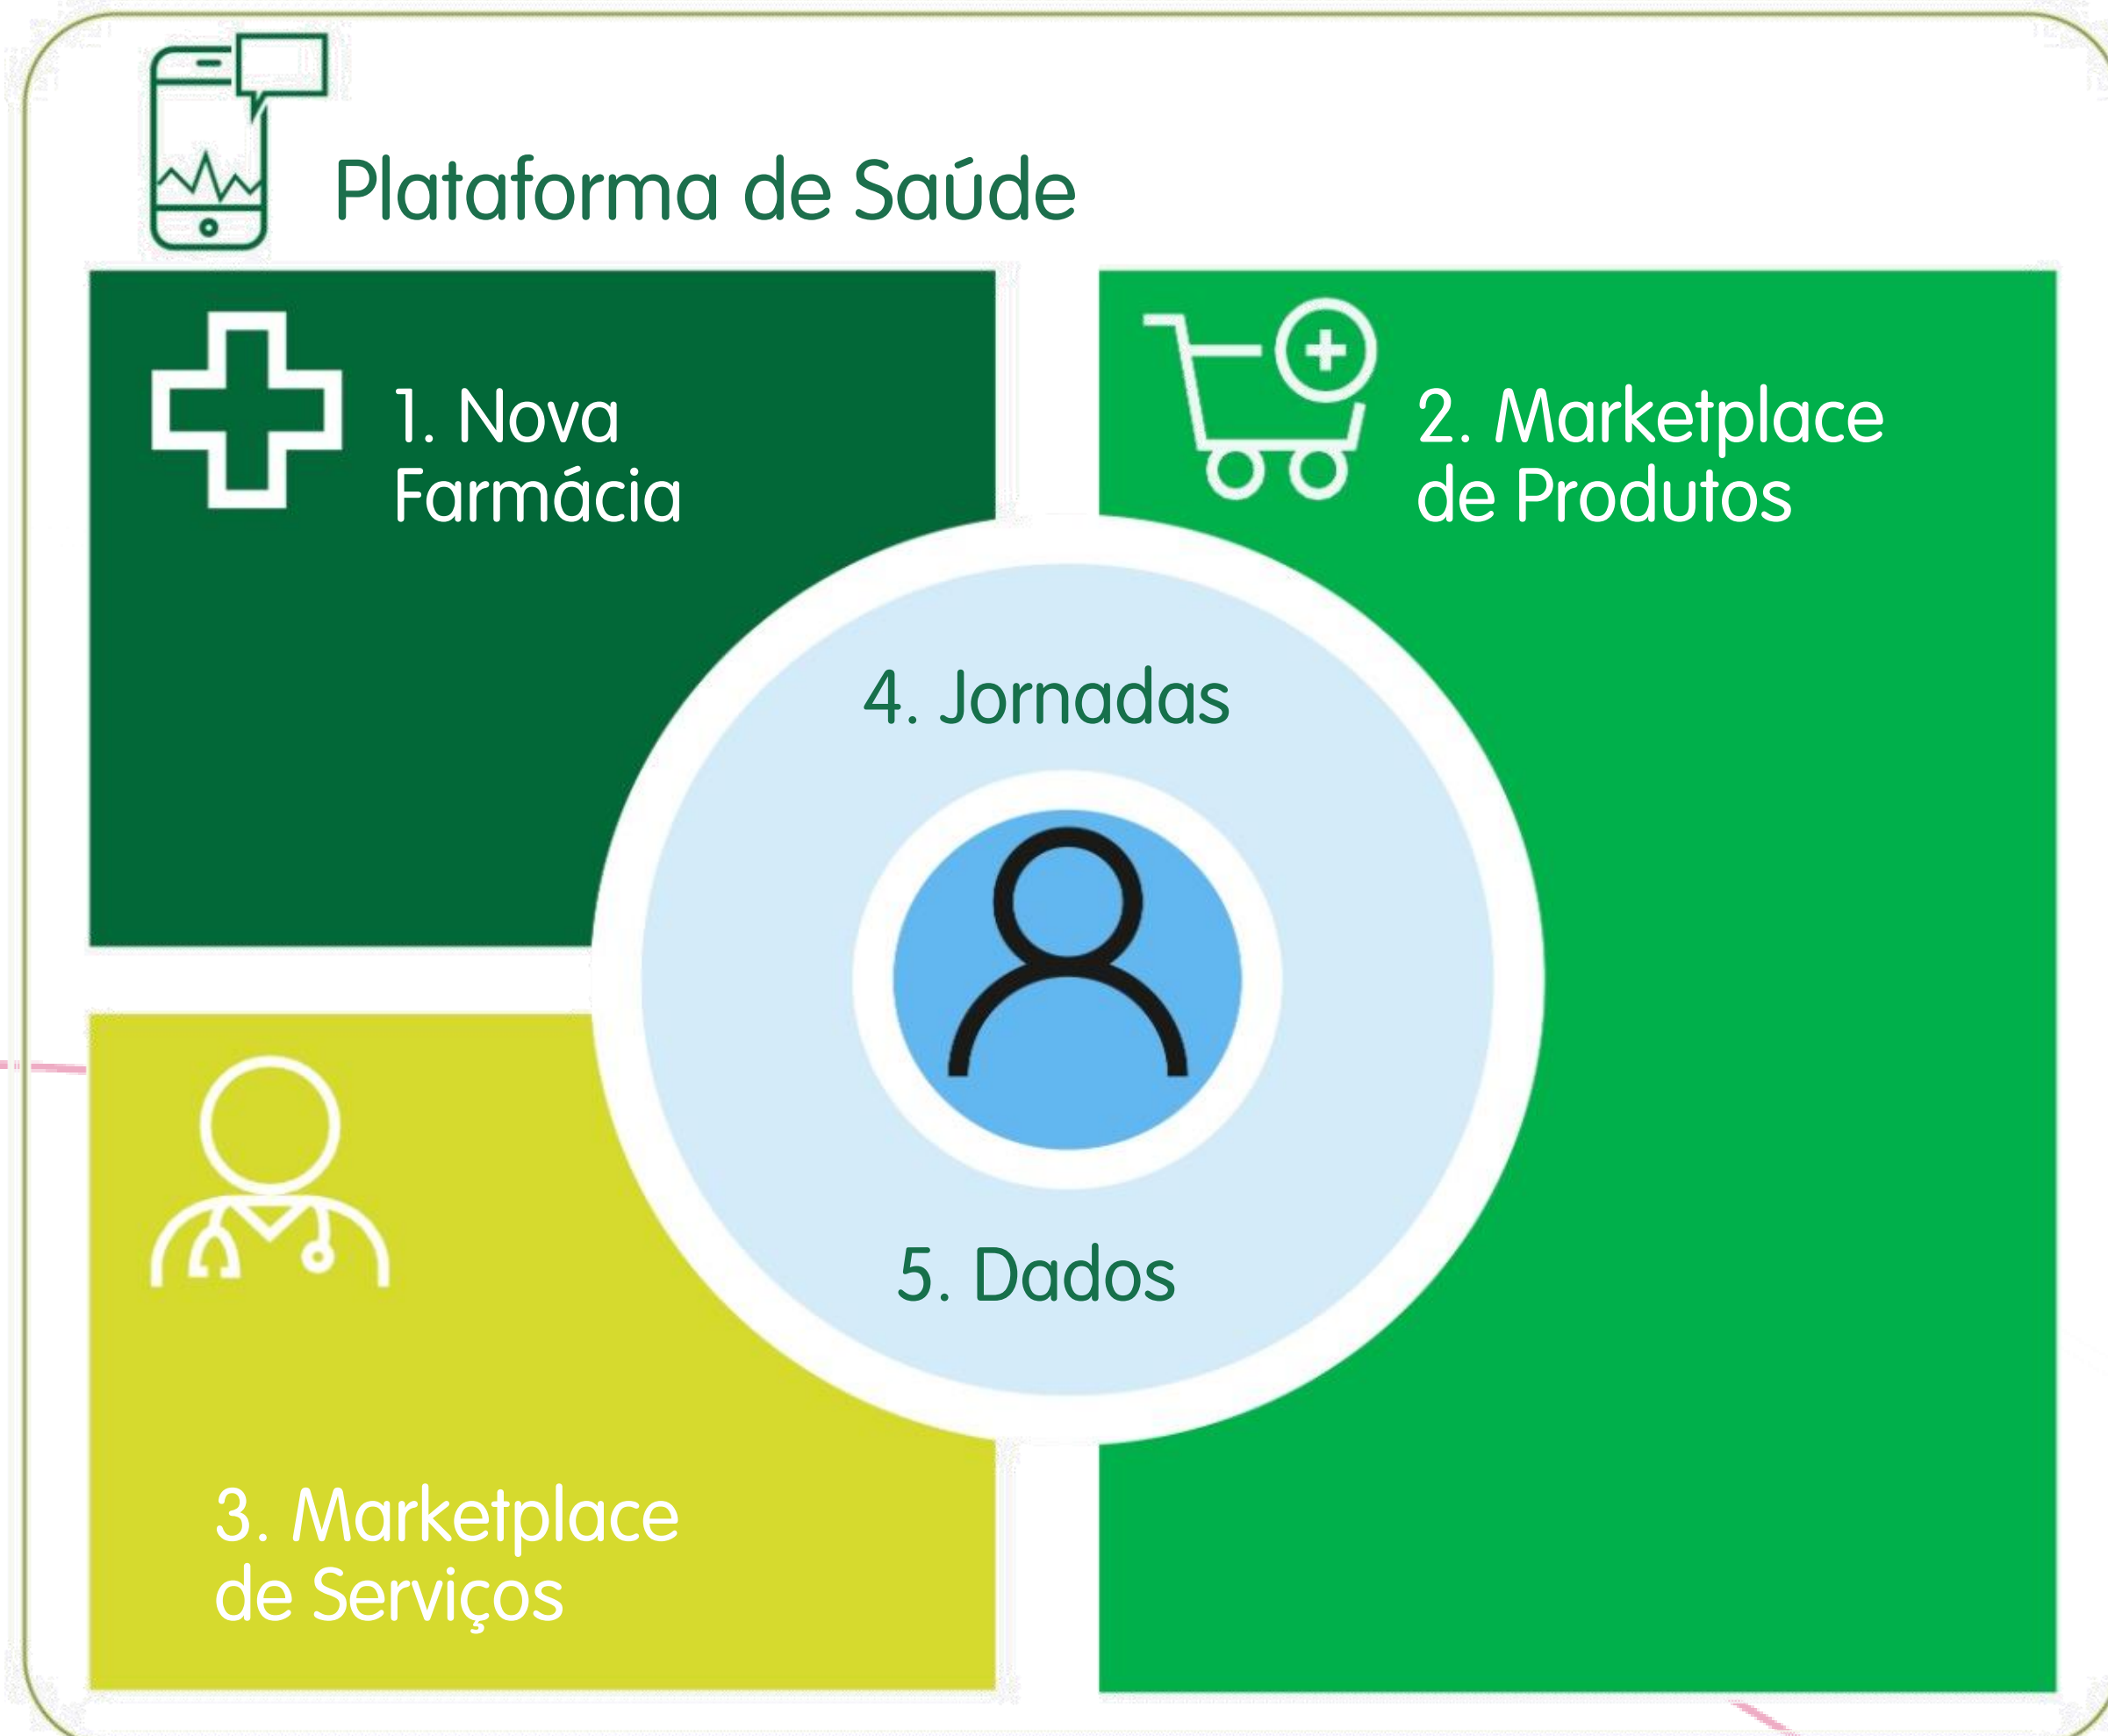 Plataforma de Saúde
1. Nova
Farmácia
2. Marketplace
de Produtos
4. Jornadas
5. Dados
3. Marketplace
de Serviços